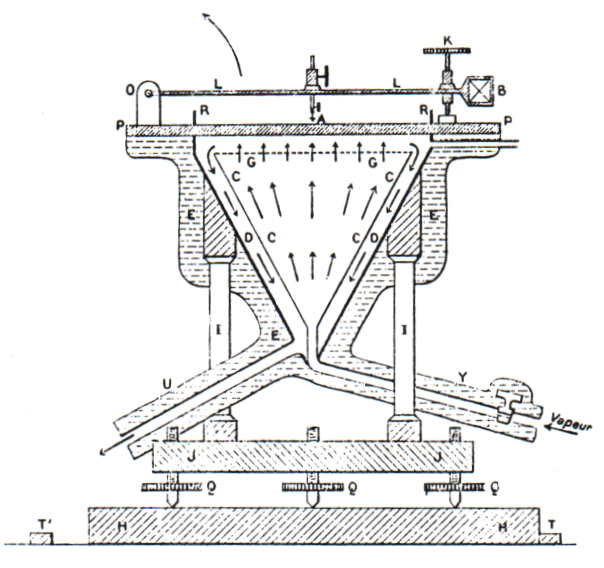 K
O L L B
R R
P A P
G G
C C
E E
D C C D
E
I I
U Y
Vapeur
J J
Q Q Q
T' H H T